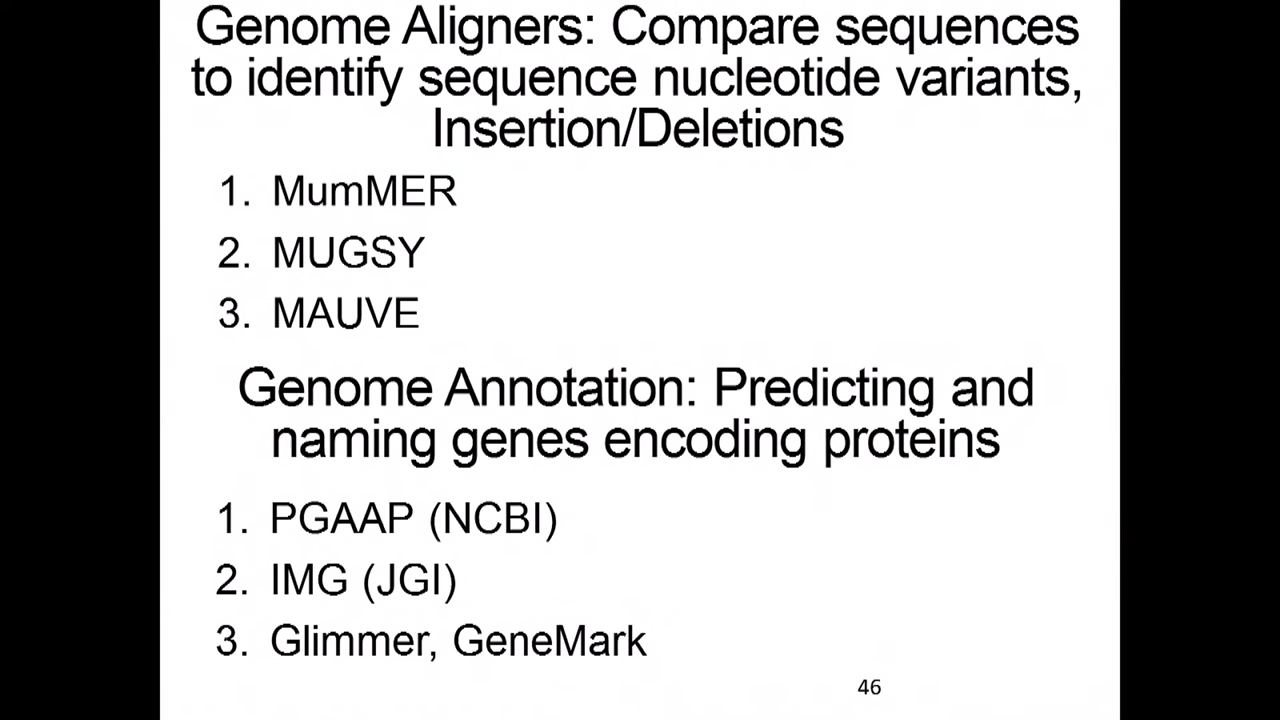 Genome Aligners: Compare sequences
to identify sequence nucleotide variants,
Insertion/Deletions
1. MumMER
2. MUGSY
3. MAUVE
Genome Annotation: Predicting and
naming genes encoding proteins
1. PGAAP (NCBI)
2. IMG (JGI)
3. Glimmer, GeneMark
46